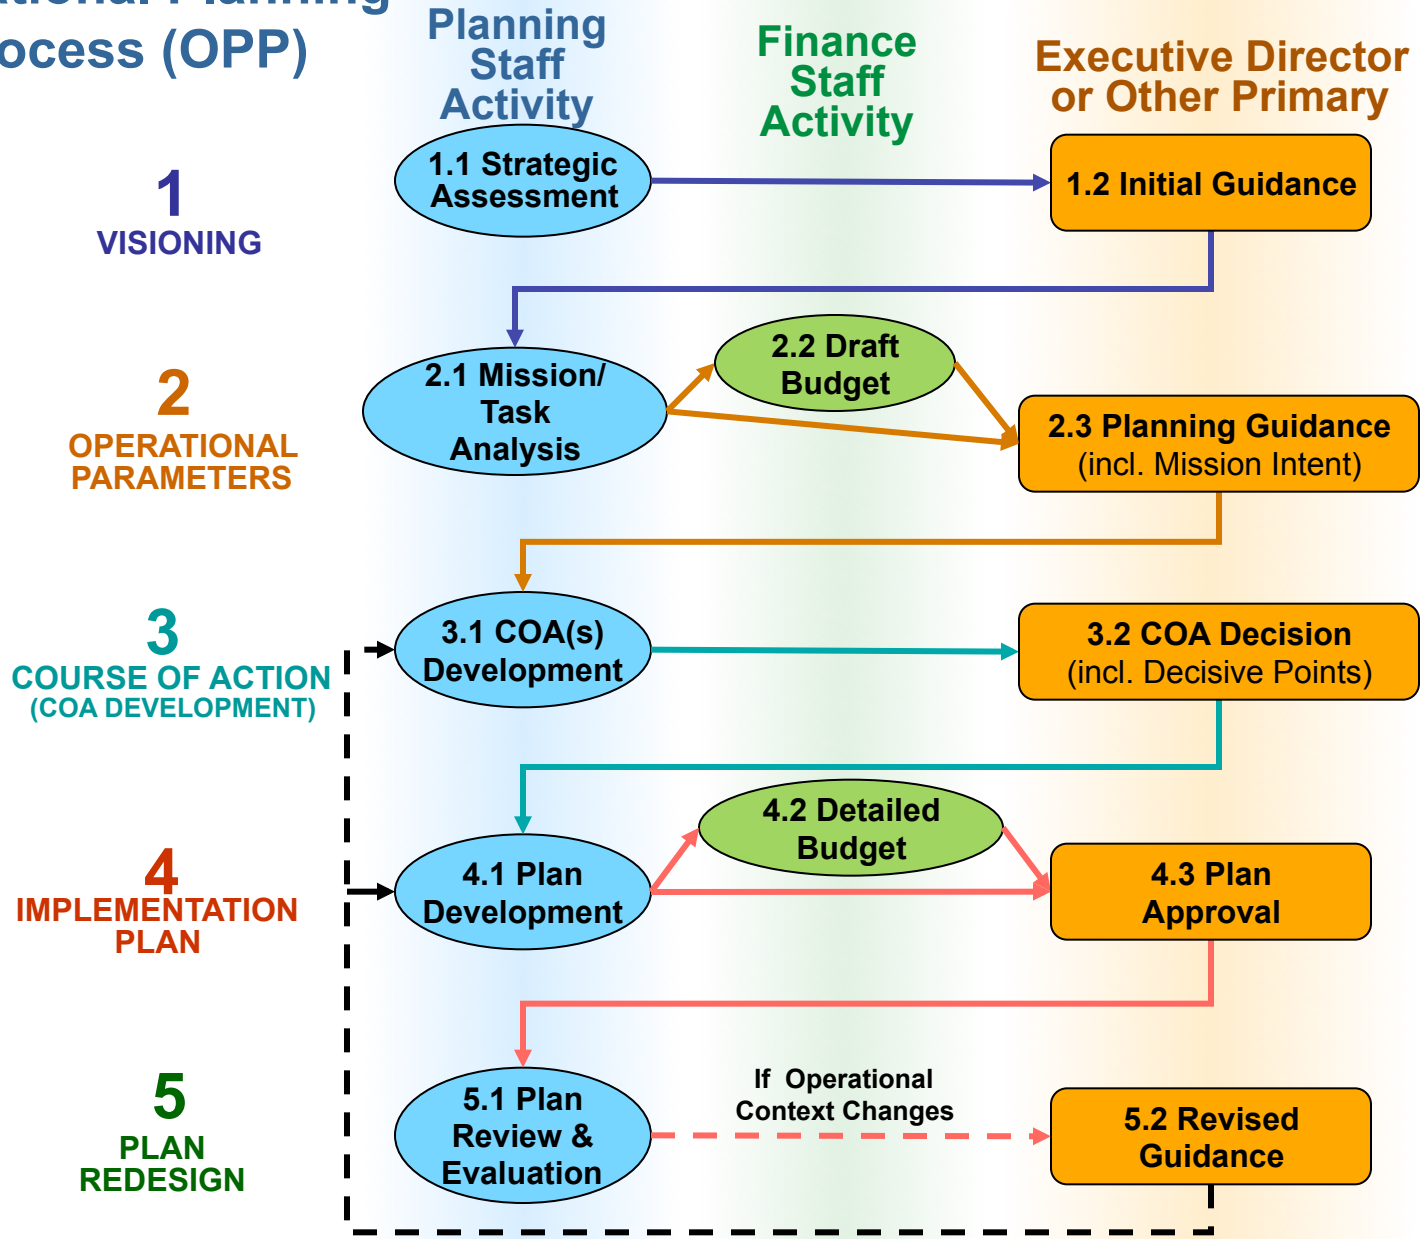 ational Planning
ocess (OPP)
Planning
Staff
Activity
Finance
Staff
Activity
Executive Director
or Other Primary
1
VISIONING
1.1 Strategic
Assessment
1.2 Initial Guidance
2
OPERATIONAL
PARAMETERS
2.1 Mission/
Task
Analysis
2.2 Draft
Budget
2.3 Planning Guidance
(incl. Mission Intent)
3
COURSE OF ACTION
(COA DEVELOPMENT)
3.1 COA(s)
Development
3.2 COA Decision
(incl. Decisive Points)
4
IMPLEMENTATION
PLAN
4.1 Plan
Development
4.2 Detailed
Budget
4.3 Plan
Approval
5
PLAN
REDESIGN
5.1 Plan
Review &
Evaluation
If Operational
Context Changes
5.2 Revised
Guidance